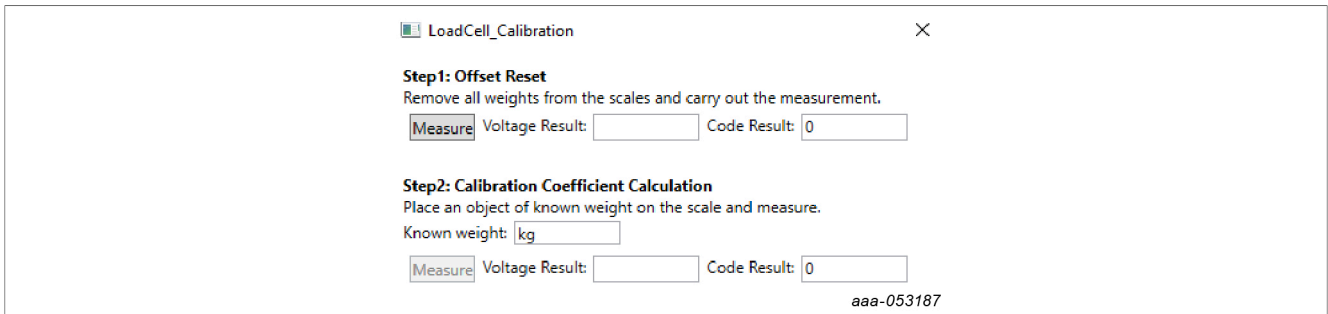 LoadCell_Calibration
Step1: Offset Reset
Remove all weights from the scales and carry out the measurement.
Measure Voltage Result: Code Result: 0
Step2: Calibration Coefficient Calculation
Place an object of known weight on the scale and measure.
Known weight: kg
Measure Voltage Result: Code Result: 0
aaa-053187